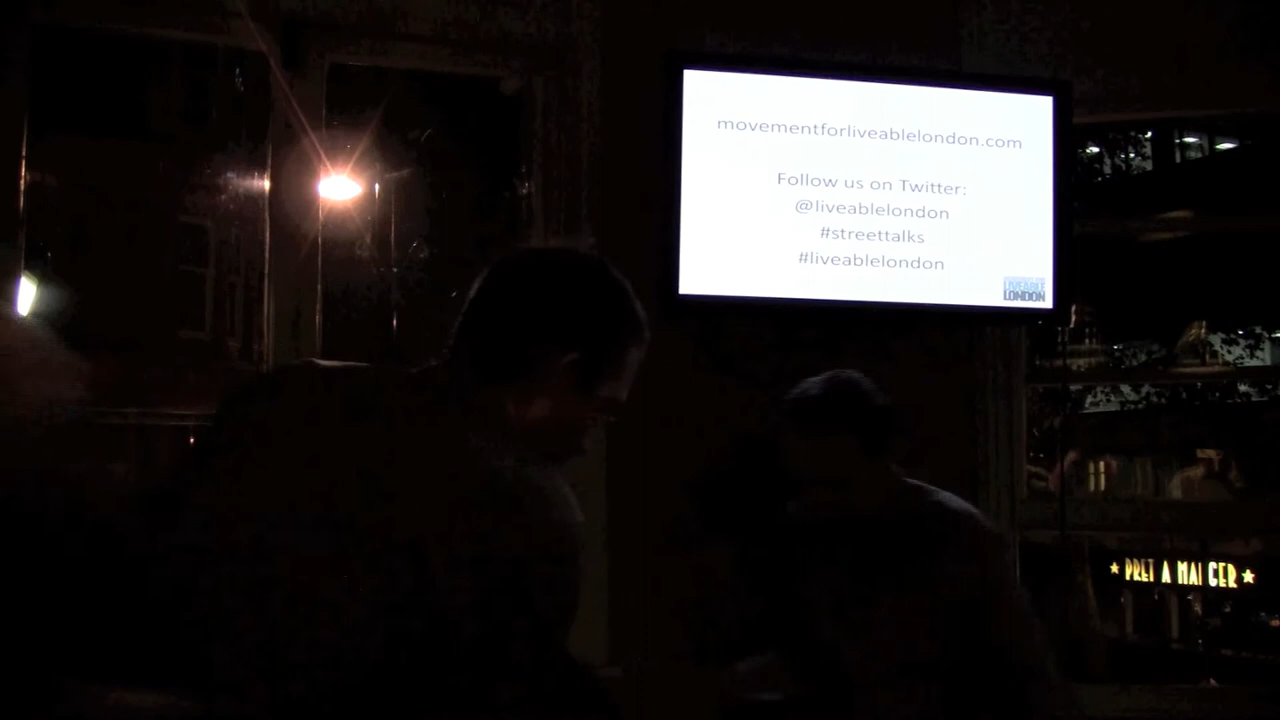 movementforliveablelondon.com
Follow us on Twitter:
@liveablelondon
#streettalks
#liveablelondon
LIVEABLE
LONDON
PRET A MANGER